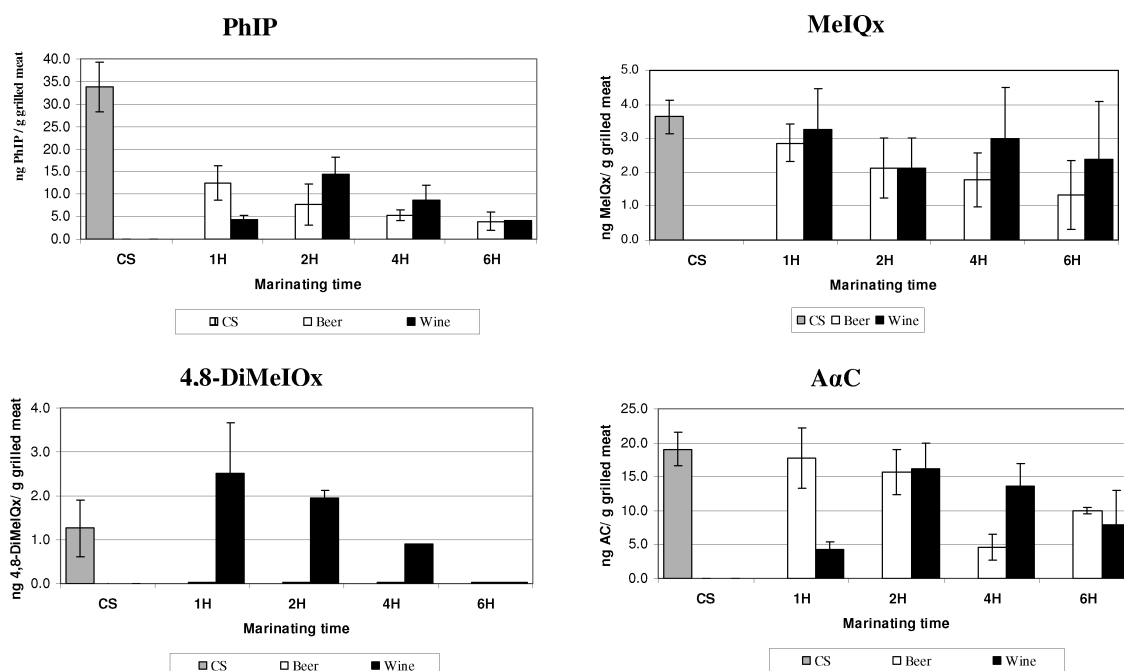 PhIP
ng PhIP / g grilled meat
40.0
35.0
30.0
25.0
20.0
15.0
10.0
5.0
0.0
CS 1H 2H 4H 6H
Marinating time
CS Beer Wine
MeIQx
ng MeIQx/ g grilled meat
5.0
4.0
3.0
2.0
1.0
0.0
CS 1H 2H 4H 6H
Marinating time
CS Beer Wine
4,8-DiMeIQx
ng 4,8-DiMeIQx/ g grilled meat
4.0
3.0
2.0
1.0
0.0
CS 1H 2H 4H 6H
Marinating time
CS Beer Wine
AαC
ng AC/ g grilled meat
25.0
20.0
15.0
10.0
5.0
0.0
CS 1H 2H 4H 6H
Marinating time
CS Beer Wine